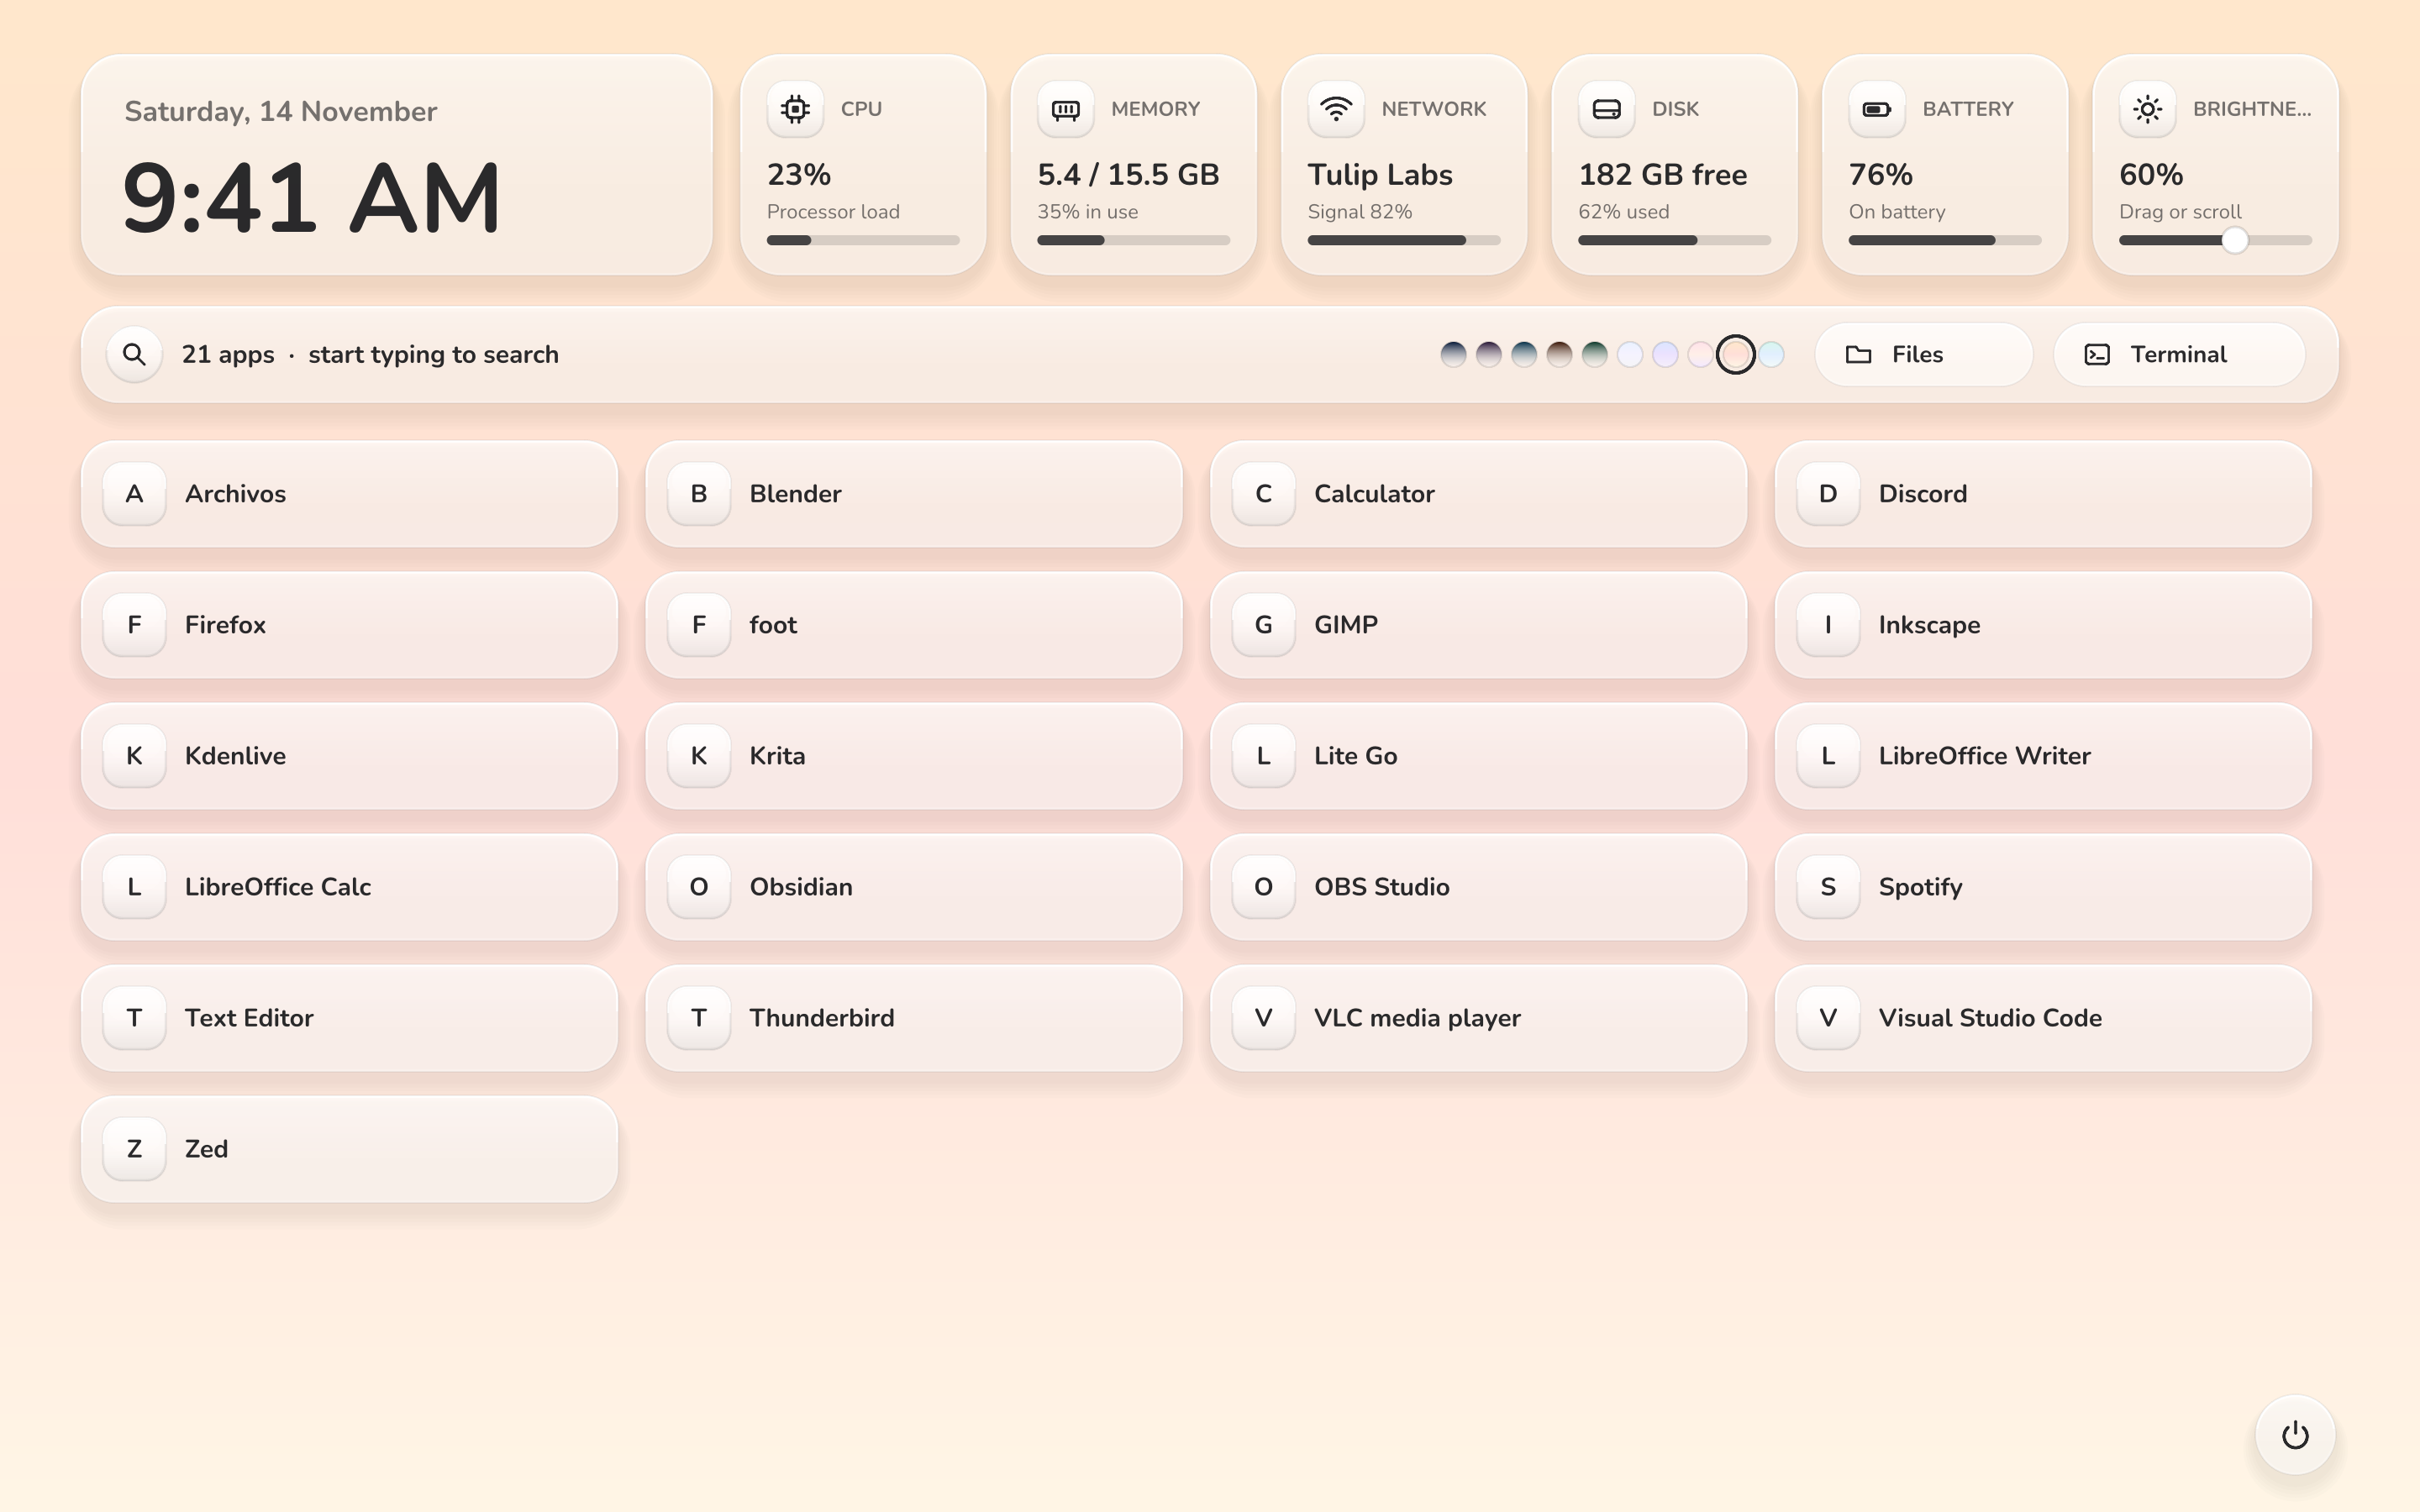 Saturday, 14 November
9:41 AM
CPU
23%
Processor load
MEMORY
5.4 / 15.5 GB
35% in use
NETWORK
Tulip Labs
Signal 82%
DISK
182 GB free
62% used
BATTERY
76%
On battery
BRIGHTNE...
60%
Drag or scroll
21 apps · start typing to search
Files
Terminal
A Archivos
B Blender
C Calculator
D Discord
F Firefox
F foot
G GIMP
I Inkscape
K Kdenlive
K Krita
L Lite Go
L LibreOffice Writer
L LibreOffice Calc
O Obsidian
O OBS Studio
S Spotify
T Text Editor
T Thunderbird
V VLC media player
V Visual Studio Code
Z Zed